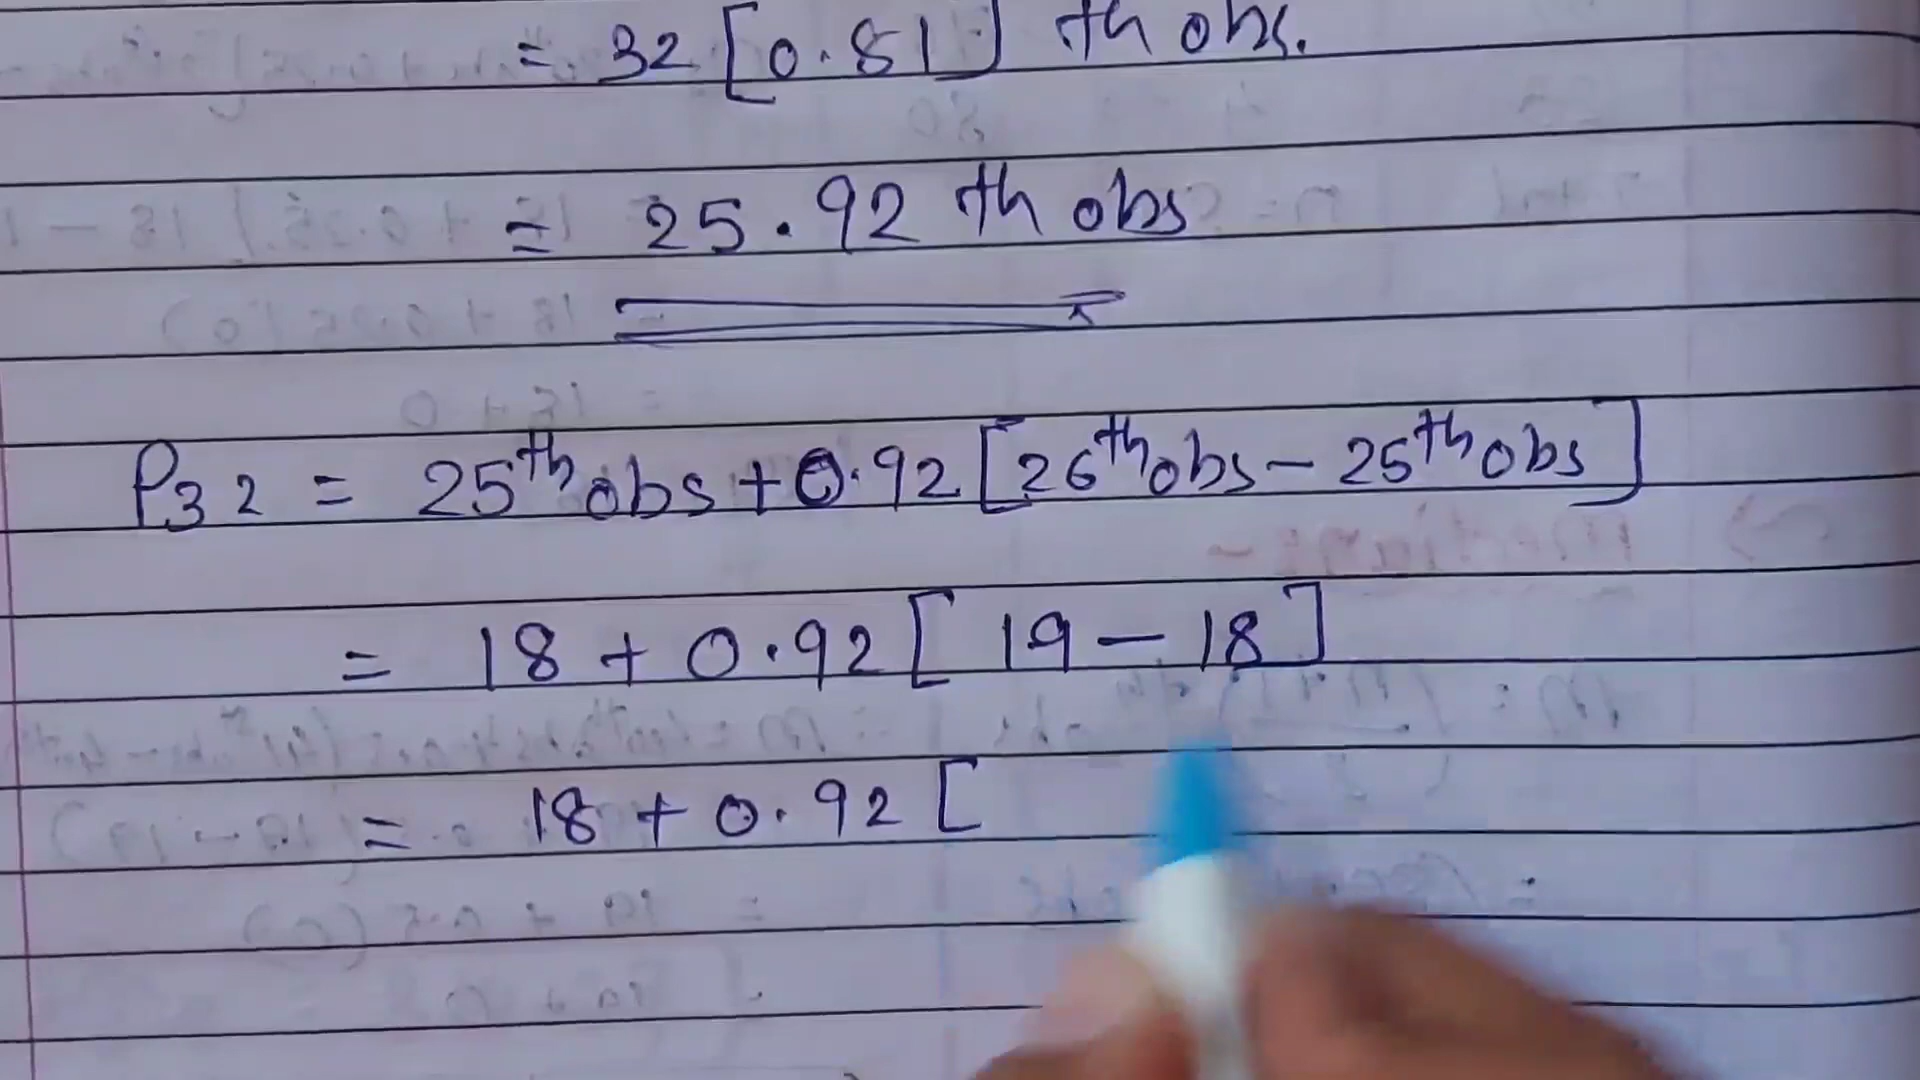 = 32 [0.81] th obs.
= 25.92 th obs
P32 = 25th obs + 0.92 [26th obs - 25th obs]
= 18 + 0.92 [19 - 18]
= 18 + 0.92 [